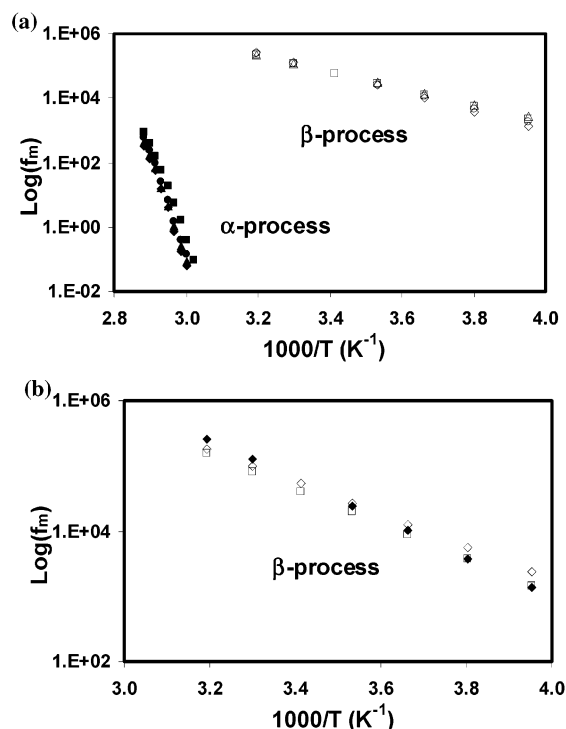 (a)
1.E+06
1.E+04
1.E+02
1.E+00
1.E-02
Log(fm)
β-process
α-process
2.8 3.0 3.2 3.4 3.6 3.8 4.0
1000/T (K⁻¹)
(b)
1.E+06
1.E+04
1.E+02
Log(fm)
β-process
3.0 3.2 3.4 3.6 3.8 4.0
1000/T (K⁻¹)